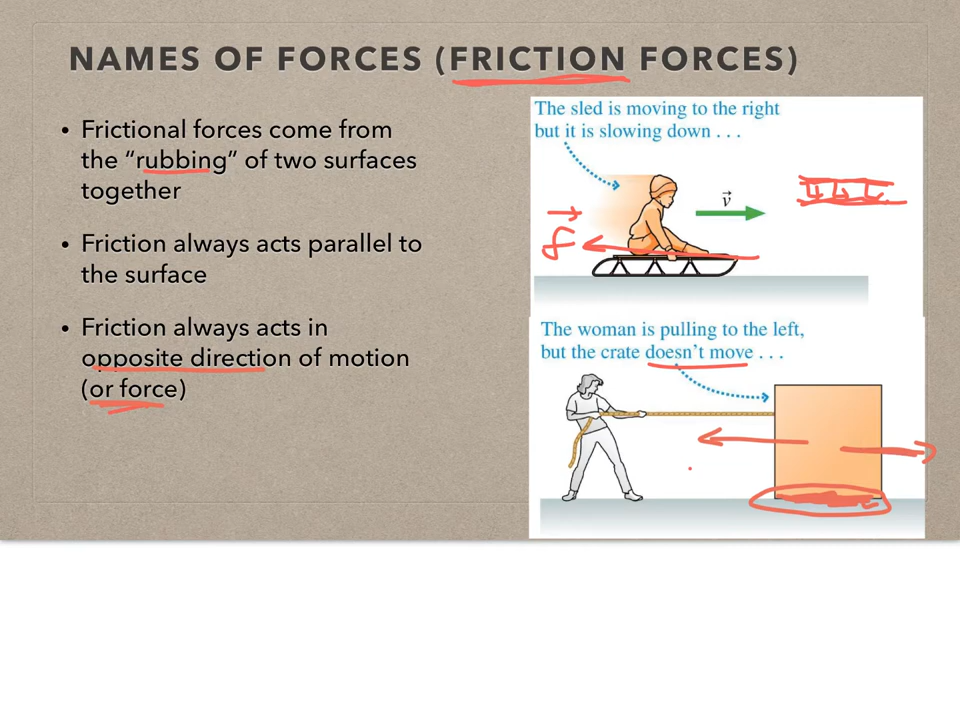 NAMES OF FORCES (FRICTION FORCES)
• Frictional forces come from
the “rubbing” of two surfaces
together
• Friction always acts parallel to
the surface
• Friction always acts in
opposite direction of motion
(or force)
The sled is moving to the right
but it is slowing down . . .
v⃗
The woman is pulling to the left,
but the crate doesn’t move . . .